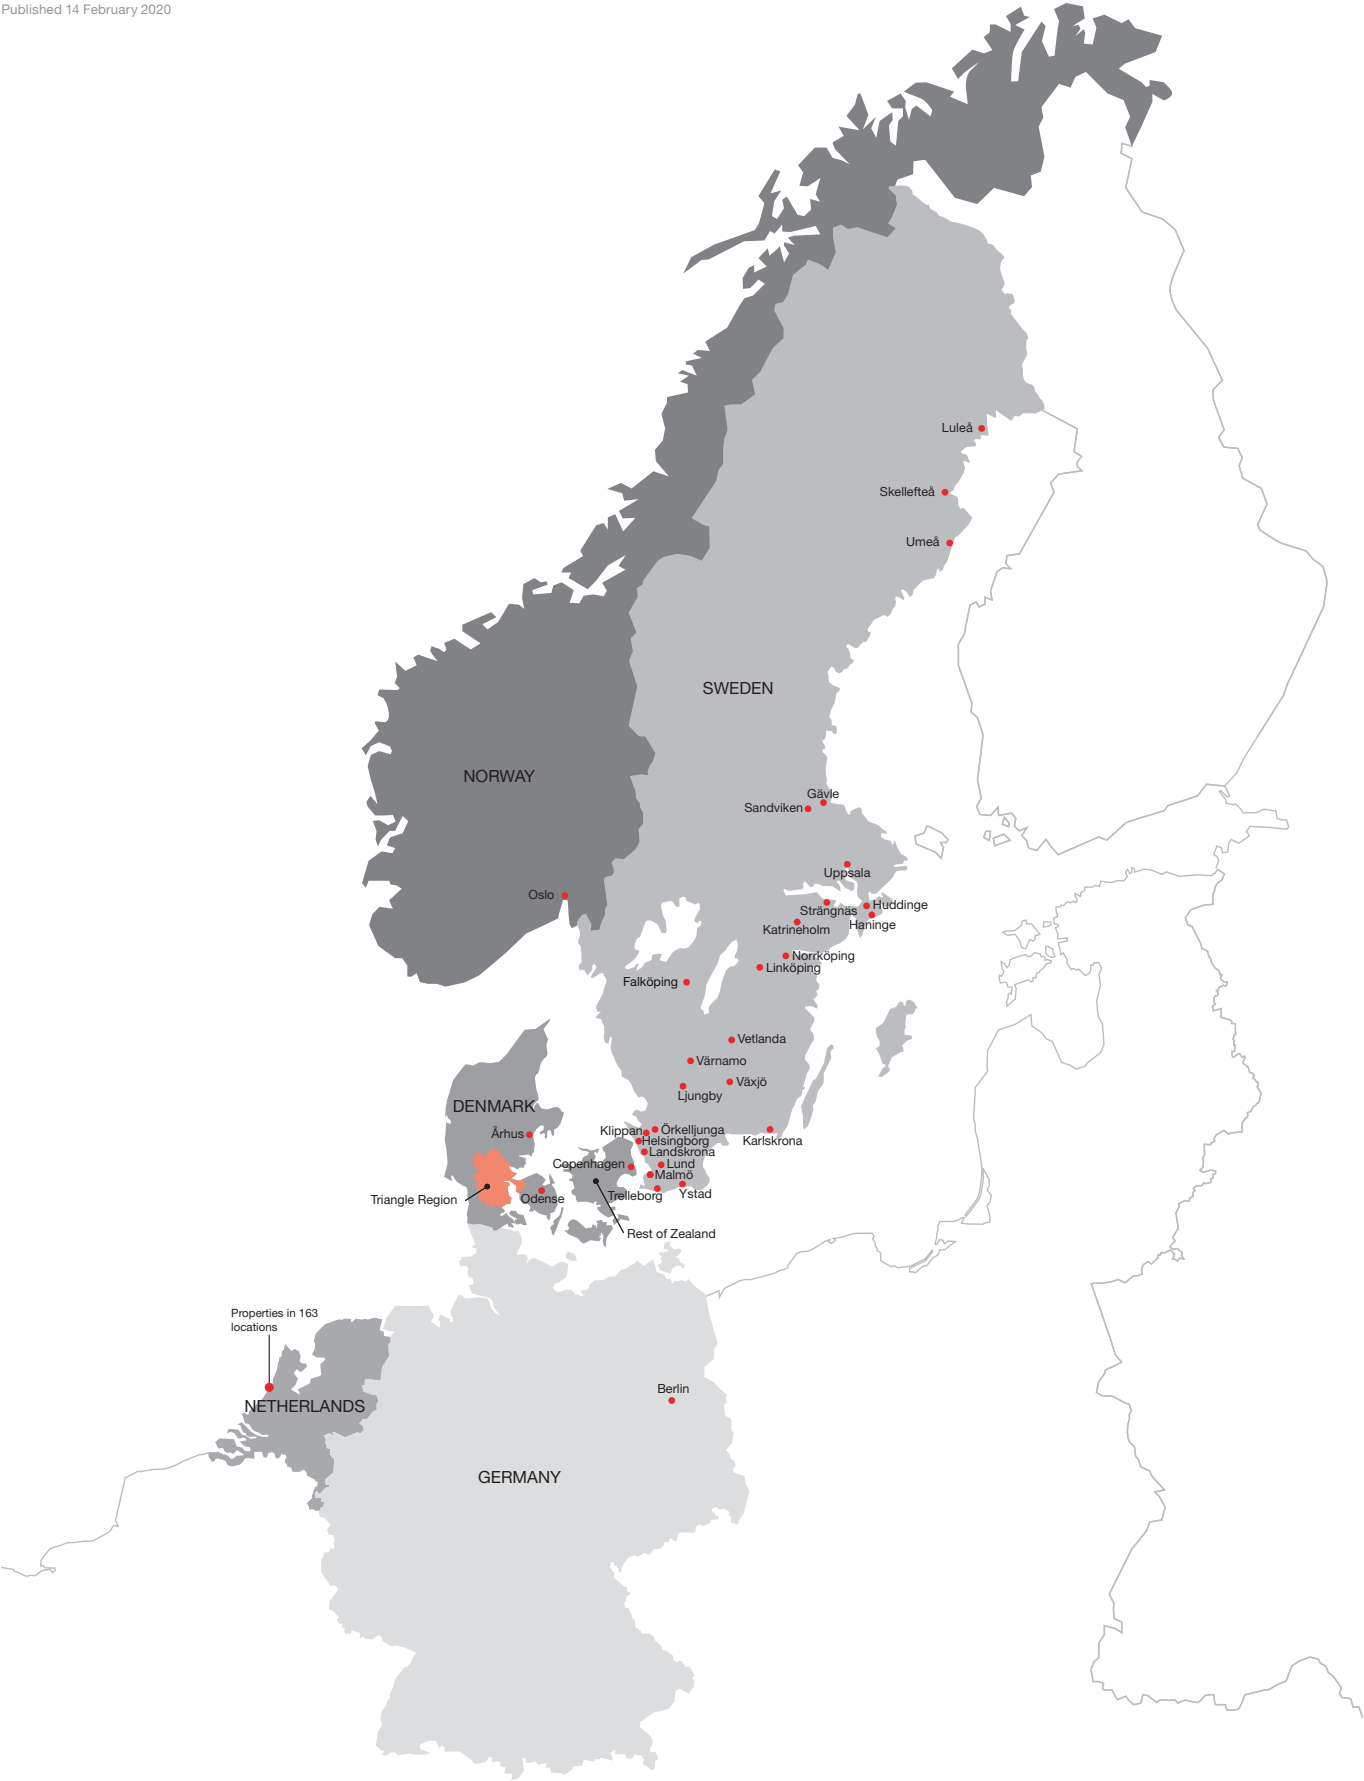 Published 14 February 2020
Luleå
Skellefteå
Umeå
SWEDEN
NORWAY
Gävle
Sandviken
Uppsala
Oslo
Strängnäs
Huddinge
Haninge
Katrineholm
Norrköping
Linköping
Falköping
Vetlanda
Värnamo
Växjö
Ljungby
DENMARK
Århus
Klippan
Örkelljunga
Helsingborg
Karlskrona
Landskrona
Copenhagen
Lund
Malmö
Triangle Region
Odense
Trelleborg
Ystad
Rest of Zealand
Properties in 163
locations
Berlin
NETHERLANDS
GERMANY